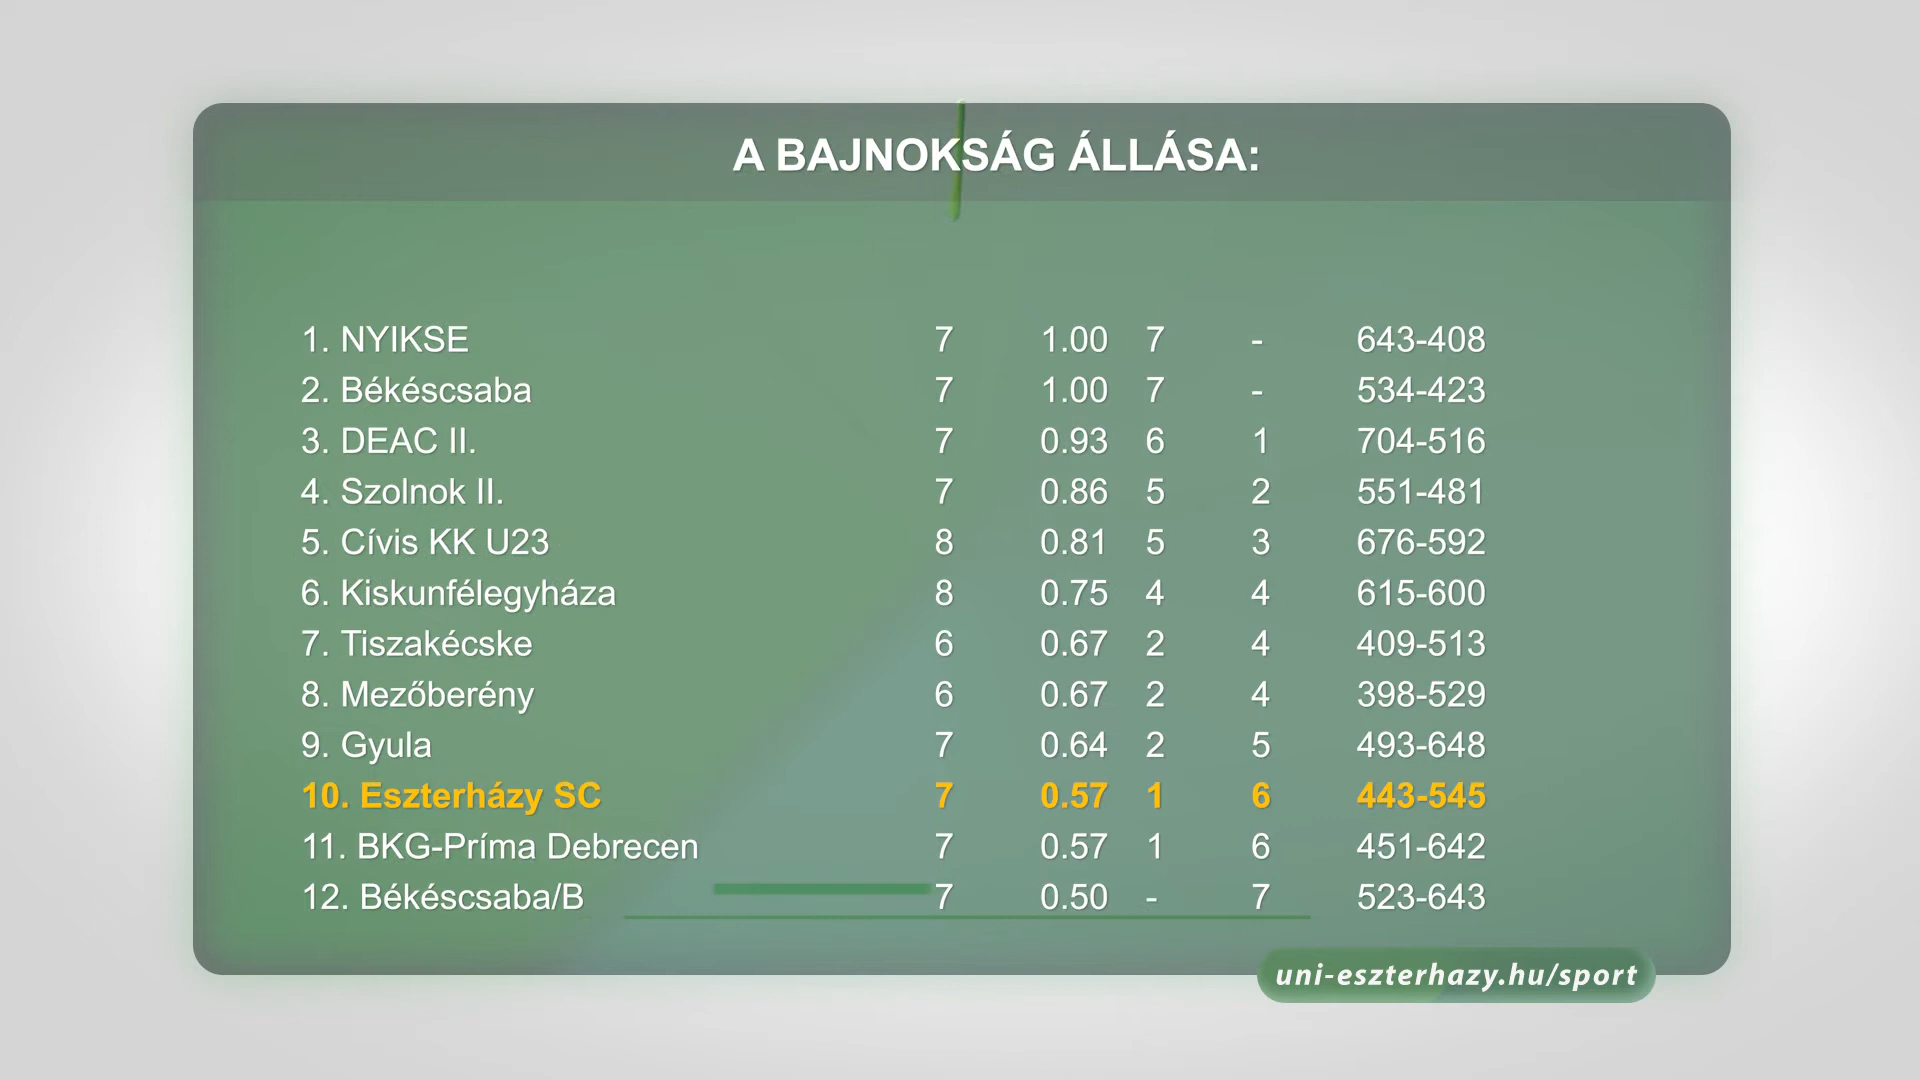 A BAJNOKSÁG ÁLLÁSA:
1. NYIKSE 7 1.00 7 - 643-408
2. Békéscsaba 7 1.00 7 - 534-423
3. DEAC II. 7 0.93 6 1 704-516
4. Szolnok II. 7 0.86 5 2 551-481
5. Cívis KK U23 8 0.81 5 3 676-592
6. Kiskunfélegyháza 8 0.75 4 4 615-600
7. Tiszakécske 6 0.67 2 4 409-513
8. Mezőberény 6 0.67 2 4 398-529
9. Gyula 7 0.64 2 5 493-648
10. Eszterházy SC 7 0.57 1 6 443-545
11. BKG-Príma Debrecen 7 0.57 1 6 451-642
12. Békéscsaba/B 7 0.50 - 7 523-643
uni-eszterhazy.hu/sport